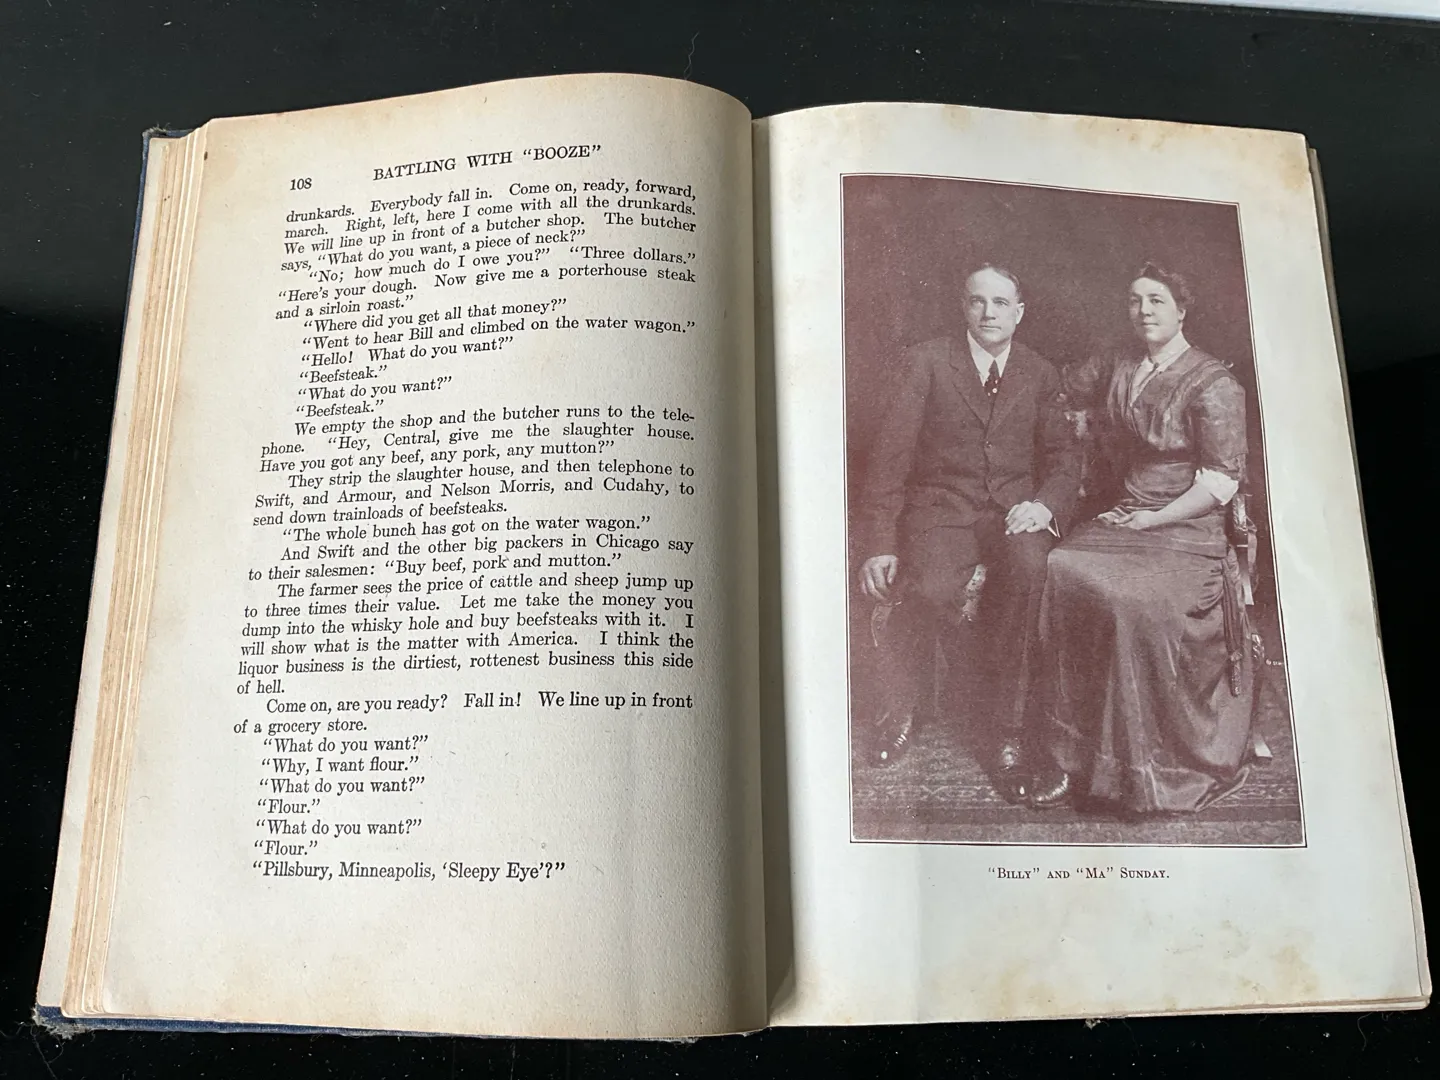 108 BATTLING WITH "BOOZE"
drunkards. Everybody fall in. Come on, ready, forward,
march. Right, left, here I come with all the drunkards.
We will line up in front of a butcher shop. The butcher
says, "What do you want, a piece of neck?"
"No; how much do I owe you?" "Three dollars."
"Here's your dough. Now give me a porterhouse steak
and a sirloin roast."
"Where did you get all that money?"
"Went to hear Bill and climbed on the water wagon."
"Hello! What do you want?"
"Beefsteak."
"What do you want?"
"Beefsteak."
We empty the shop and the butcher runs to the tele-
phone. "Hey, Central, give me the slaughter house.
Have you got any beef, any pork, any mutton?"
They strip the slaughter house, and then telephone to
Swift, and Armour, and Nelson Morris, and Cudahy, to
send down trainloads of beefsteaks.
"The whole bunch has got on the water wagon."
And Swift and the other big packers in Chicago say
to their salesmen: "Buy beef, pork and mutton."
The farmer sees the price of cattle and sheep jump up
to three times their value. Let me take the money you
dump into the whisky hole and buy beefsteaks with it. I
will show what is the matter with America. I think the
liquor business is the dirtiest, rottenest business this side
of hell.
Come on, are you ready? Fall in! We line up in front
of a grocery store.
"What do you want?"
"Why, I want flour."
"What do you want?"
"Flour."
"What do you want?"
"Flour."
"Pillsbury, Minneapolis, 'Sleepy Eye'?"
"BILLY" AND "MA" SUNDAY.